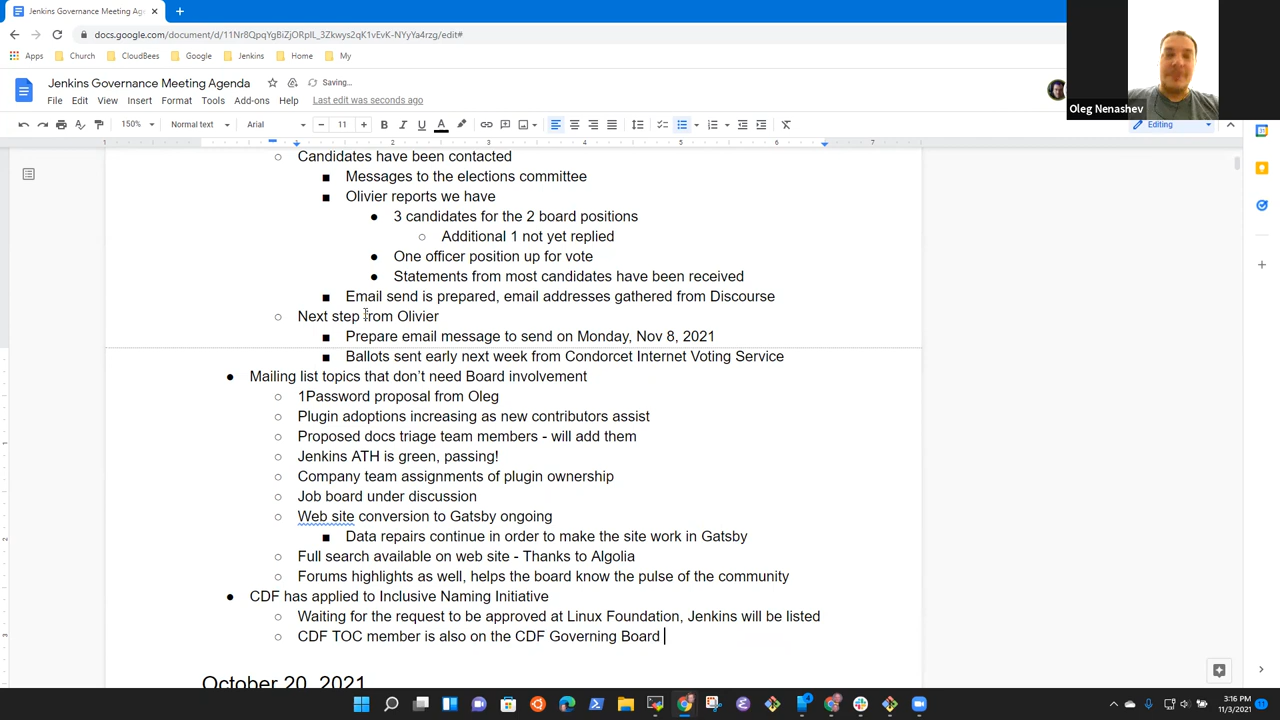 Jenkins Governance Meeting Ag
docs.google.com/document/d/11Nr8QpqYgBiZjORpIL_3Zkwys2qK1vEvK-NYyYa4rzg/edit#
Apps Church CloudBees Google Jenkins Home My
Jenkins Governance Meeting Agenda
Saving...
File Edit View Insert Format Tools Add-ons Help Last edit was seconds ago
150% Normal text Arial 11 Editing
Oleg Nenashev
1 2 3 4 5 6 7
Candidates have been contacted
Messages to the elections committee
Olivier reports we have
3 candidates for the 2 board positions
Additional 1 not yet replied
One officer position up for vote
Statements from most candidates have been received
Email send is prepared, email addresses gathered from Discourse
Next step from Olivier
Prepare email message to send on Monday, Nov 8, 2021
Ballots sent early next week from Condorcet Internet Voting Service
Mailing list topics that don’t need Board involvement
1Password proposal from Oleg
Plugin adoptions increasing as new contributors assist
Proposed docs triage team members - will add them
Jenkins ATH is green, passing!
Company team assignments of plugin ownership
Job board under discussion
Web site conversion to Gatsby ongoing
Data repairs continue in order to make the site work in Gatsby
Full search available on web site - Thanks to Algolia
Forums highlights as well, helps the board know the pulse of the community
CDF has applied to Inclusive Naming Initiative
Waiting for the request to be approved at Linux Foundation, Jenkins will be listed
CDF TOC member is also on the CDF Governing Board
October 20, 2021
3:16 PM
11/3/2021